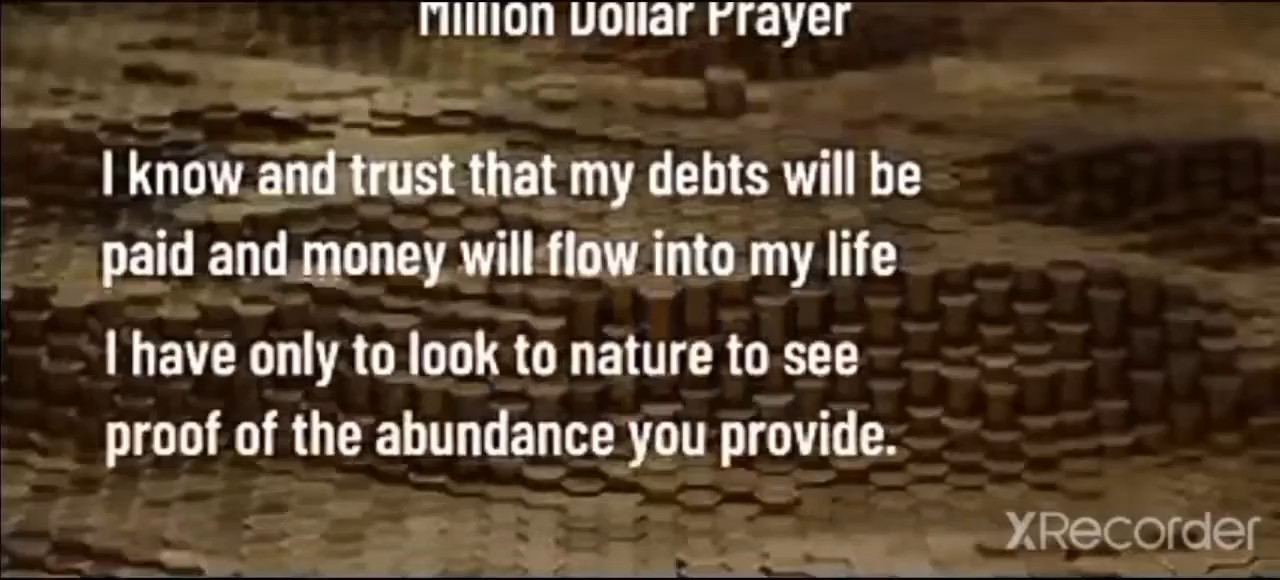 Million Dollar Prayer
I know and trust that my debts will be
paid and money will flow into my life
I have only to look to nature to see
proof of the abundance you provide.
XRecorder